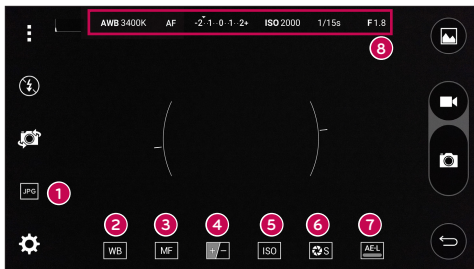 AWB 3400K AF -2··1··0··1··2+ ISO 2000 1/15s F1.8
8
JPG 1
2 3 4 5 6 7
WB MF +/- ISO S AE-L